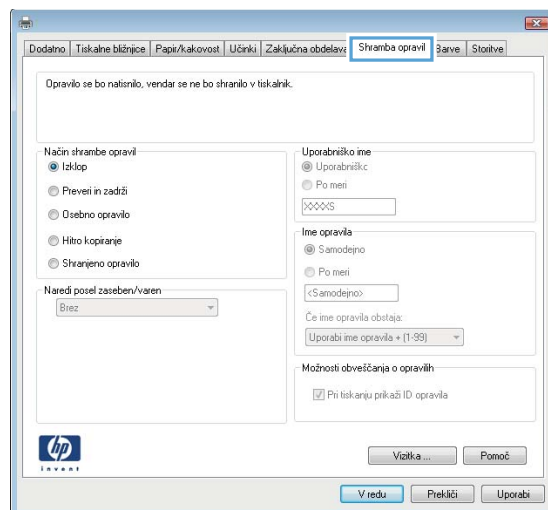 Dodatno Tiskalne bližnjice Papir/kakovost Učinki Zaključna obdelava Shramba opravil Barve Storitve
Opravilo se bo natisnilo, vendar se ne bo shranilo v tiskalnik.
Način shrambe opravil
Izklop
Preveri in zadrži
Osebno opravilo
Hitro kopiranje
Shranjeno opravilo
Naredi posel zaseben/varen
Brez
Uporabniško ime
Uporabniškc
Po meri
XXXXS
Ime opravila
Samodejno
Po meri
<Samodejno>
Če ime opravila obstaja:
Uporabi ime opravila + (1-99)
Možnosti obveščanja o opravilih
Pri tiskanju prikaži ID opravila
hp
invent
Vizitka ... Pomoč
V redu Prekliči Uporabi